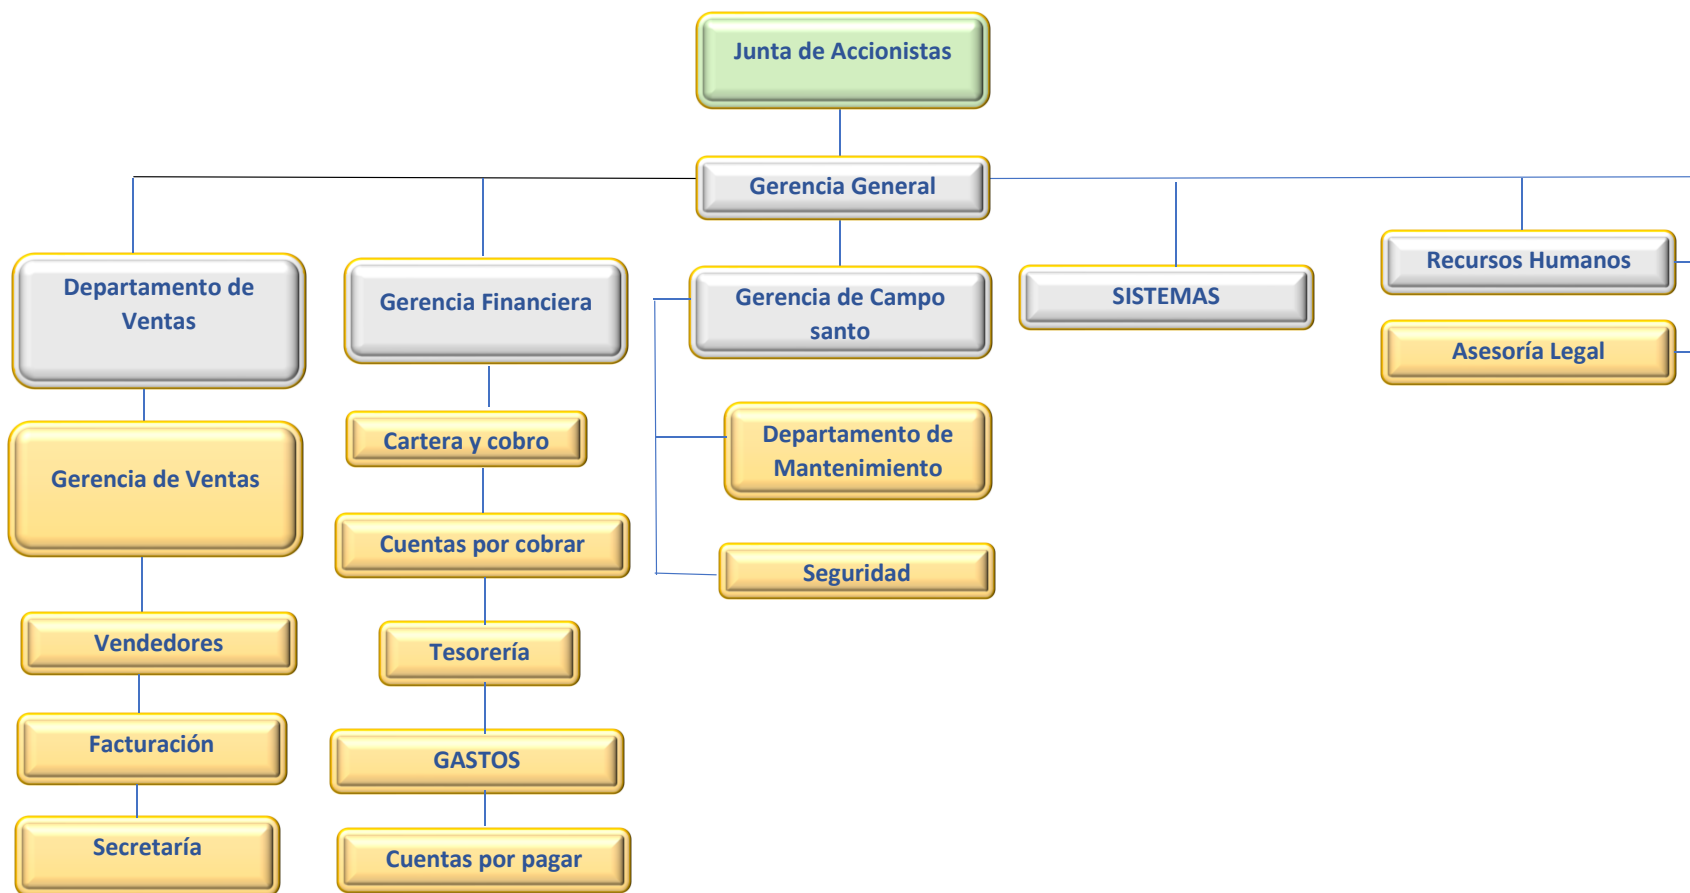 Junta de Accionistas
Gerencia General
Departamento de
Ventas
Gerencia Financiera
Gerencia de Campo
santo
SISTEMAS
Recursos Humanos
Asesoría Legal
Gerencia de Ventas
Cartera y cobro
Departamento de
Mantenimiento
Cuentas por cobrar
Seguridad
Vendedores
Tesorería
Facturación
GASTOS
Secretaría
Cuentas por pagar